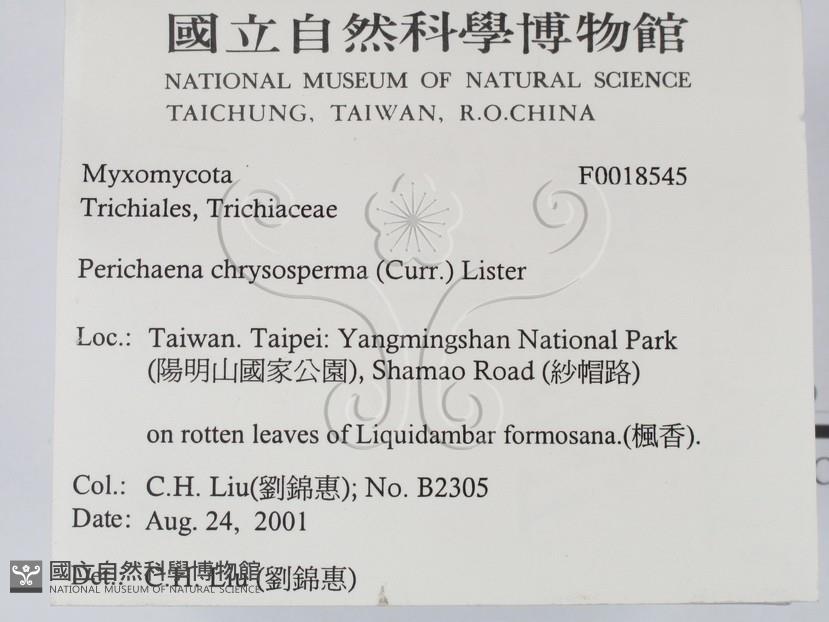 國立自然科學博物館
NATIONAL MUSEUM OF NATURAL SCIENCE
TAICHUNG, TAIWAN, R.O.CHINA
Myxomycota F0018545
Trichiales, Trichiaceae
Perichaena chrysosperma (Curr.) Lister
Loc.: Taiwan. Taipei: Yangmingshan National Park
(陽明山國家公園), Shamao Road (紗帽路)
on rotten leaves of Liquidambar formosana.(楓香).
Col.: C.H. Liu(劉錦惠); No. B2305
Date: Aug. 24, 2001
Det.: C.H. Liu (劉錦惠)
國立自然科學博物館
NATIONAL MUSEUM OF NATURAL SCIENCE